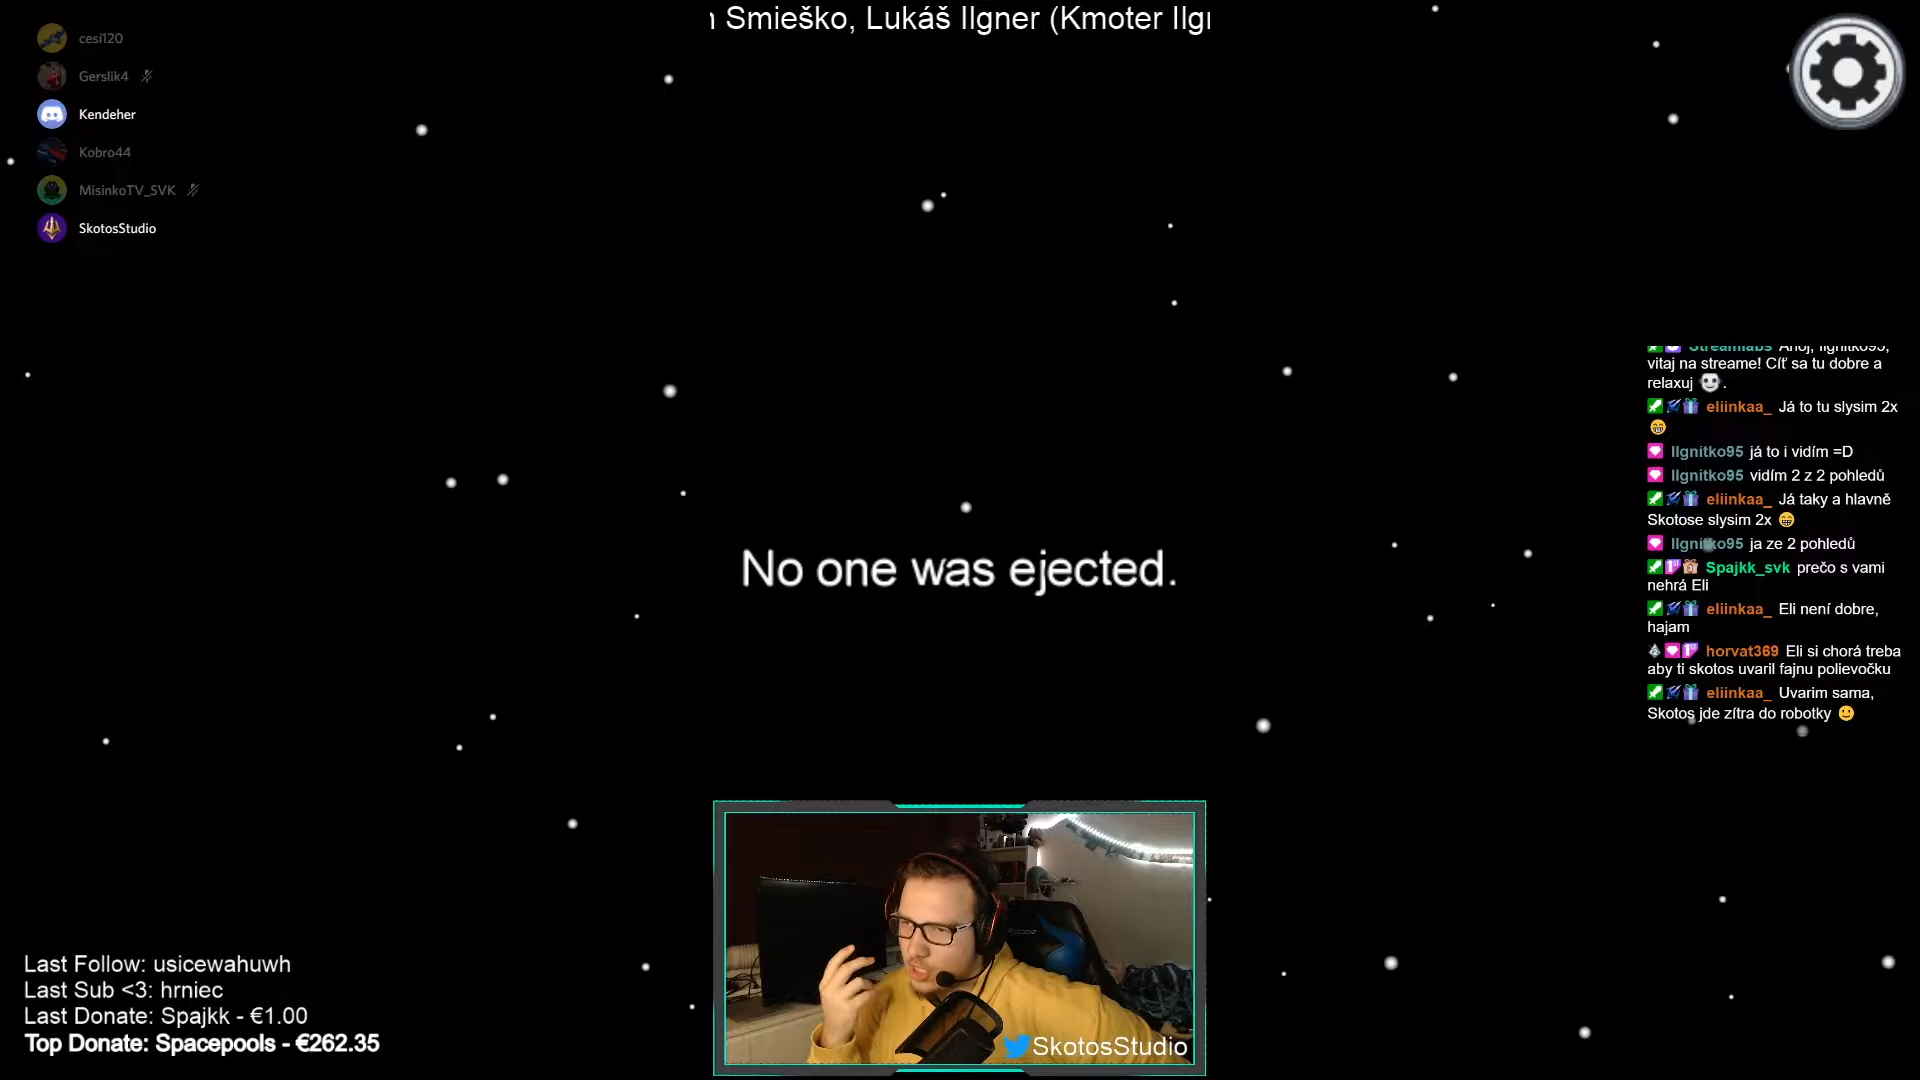 Smieško, Lukáš Ilgner (Kmoter
cesi120
Gerslik4
Kendeher
Kobro44
MisinkoTV_SVK
SkotosStudio
No one was ejected.
vitaj na streame! Cíť sa tu dobre a
relaxuj .
eliinkaa_ Já to tu slysim 2x
😁
IIgnitko95 já to i vidím =D
IIgnitko95 vidím 2 z 2 pohledů
eliinkaa_ Já taky a hlavně
Skotose slysim 2x 😁
IIgnitko95 ja ze 2 pohledů
Spajkk_svk prečo s vami
nehrá Eli
eliinkaa_ Eli není dobre,
hajam
horvat369 Eli si chorá treba
aby ti skotos uvaril fajnu polievočku
eliinkaa_ Uvarim sama,
Skotos jde zítra do robotky 🙂
Last Follow: usicewahuwh
Last Sub <3: hrniec
Last Donate: Spajkk - €1.00
Top Donate: Spacepools - €262.35
SkotosStudio